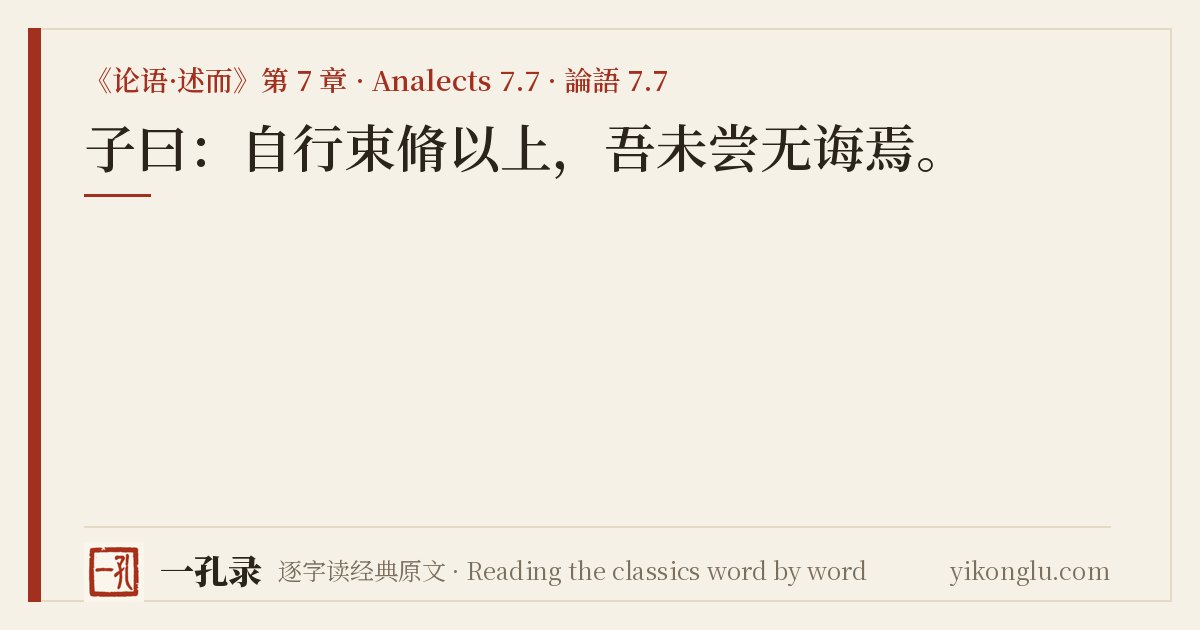 《论语·述而》第 7 章 · Analects 7.7 · 論語 7.7
子曰：自行束脩以上，吾未尝无诲焉。
一孔
一孔录 逐字读经典原文 · Reading the classics word by word yikonglu.com